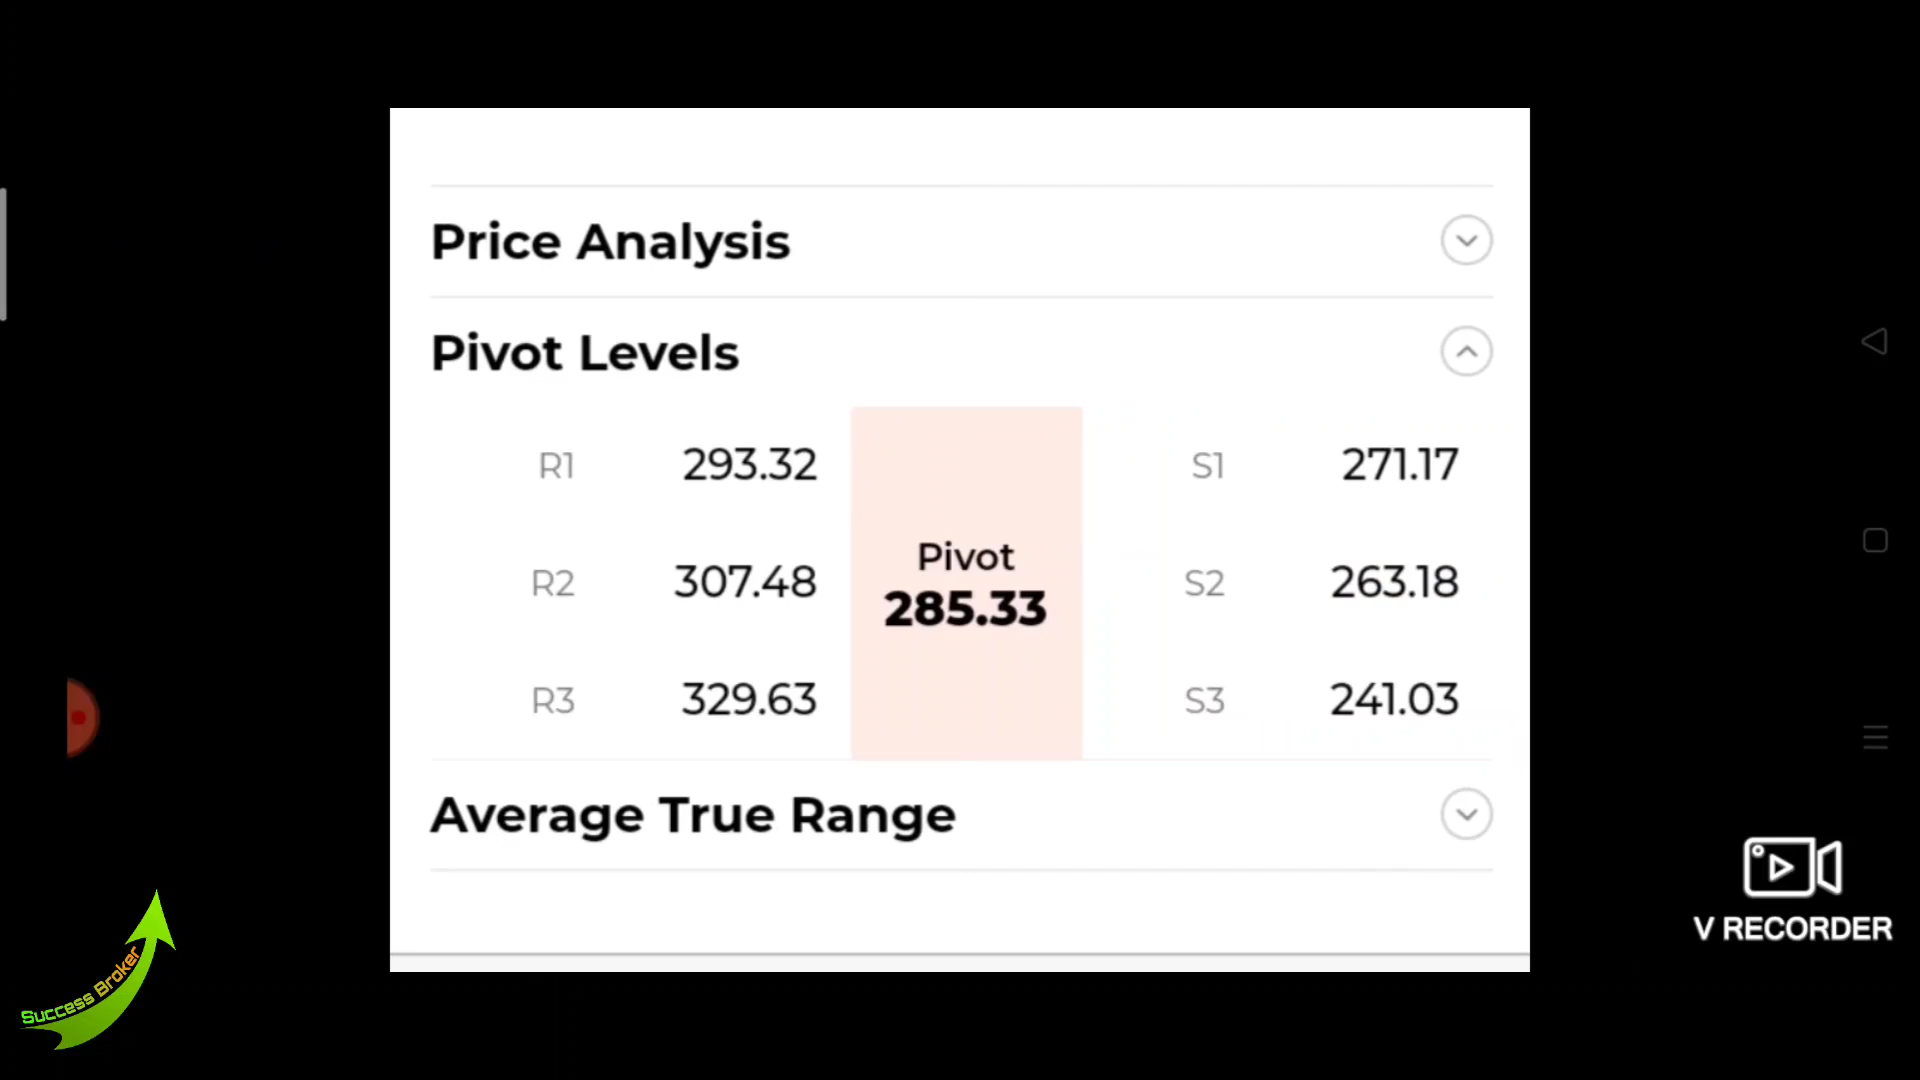 Price Analysis
Pivot Levels
R1 293.32 S1 271.17
Pivot
R2 307.48 285.33 S2 263.18
R3 329.63 S3 241.03
Average True Range
Success Broker
V RECORDER